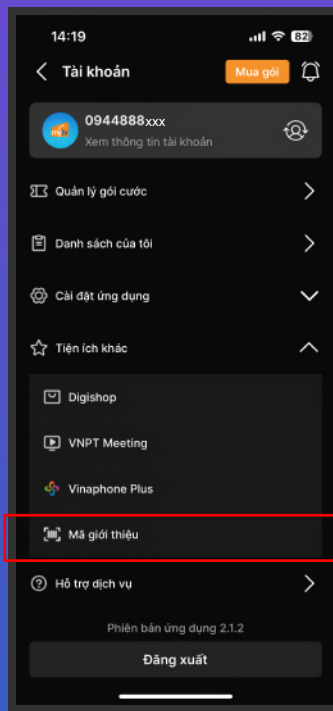 14:19
82
Tài khoản
Mua gói
0944888xxx
Xem thông tin tài khoản
Quản lý gói cước
Danh sách của tôi
Cài đặt ứng dụng
Tiện ích khác
Digishop
VNPT Meeting
Vinaphone Plus
Mã giới thiệu
Hỗ trợ dịch vụ
Phiên bản ứng dụng 2.1.2
Đăng xuất